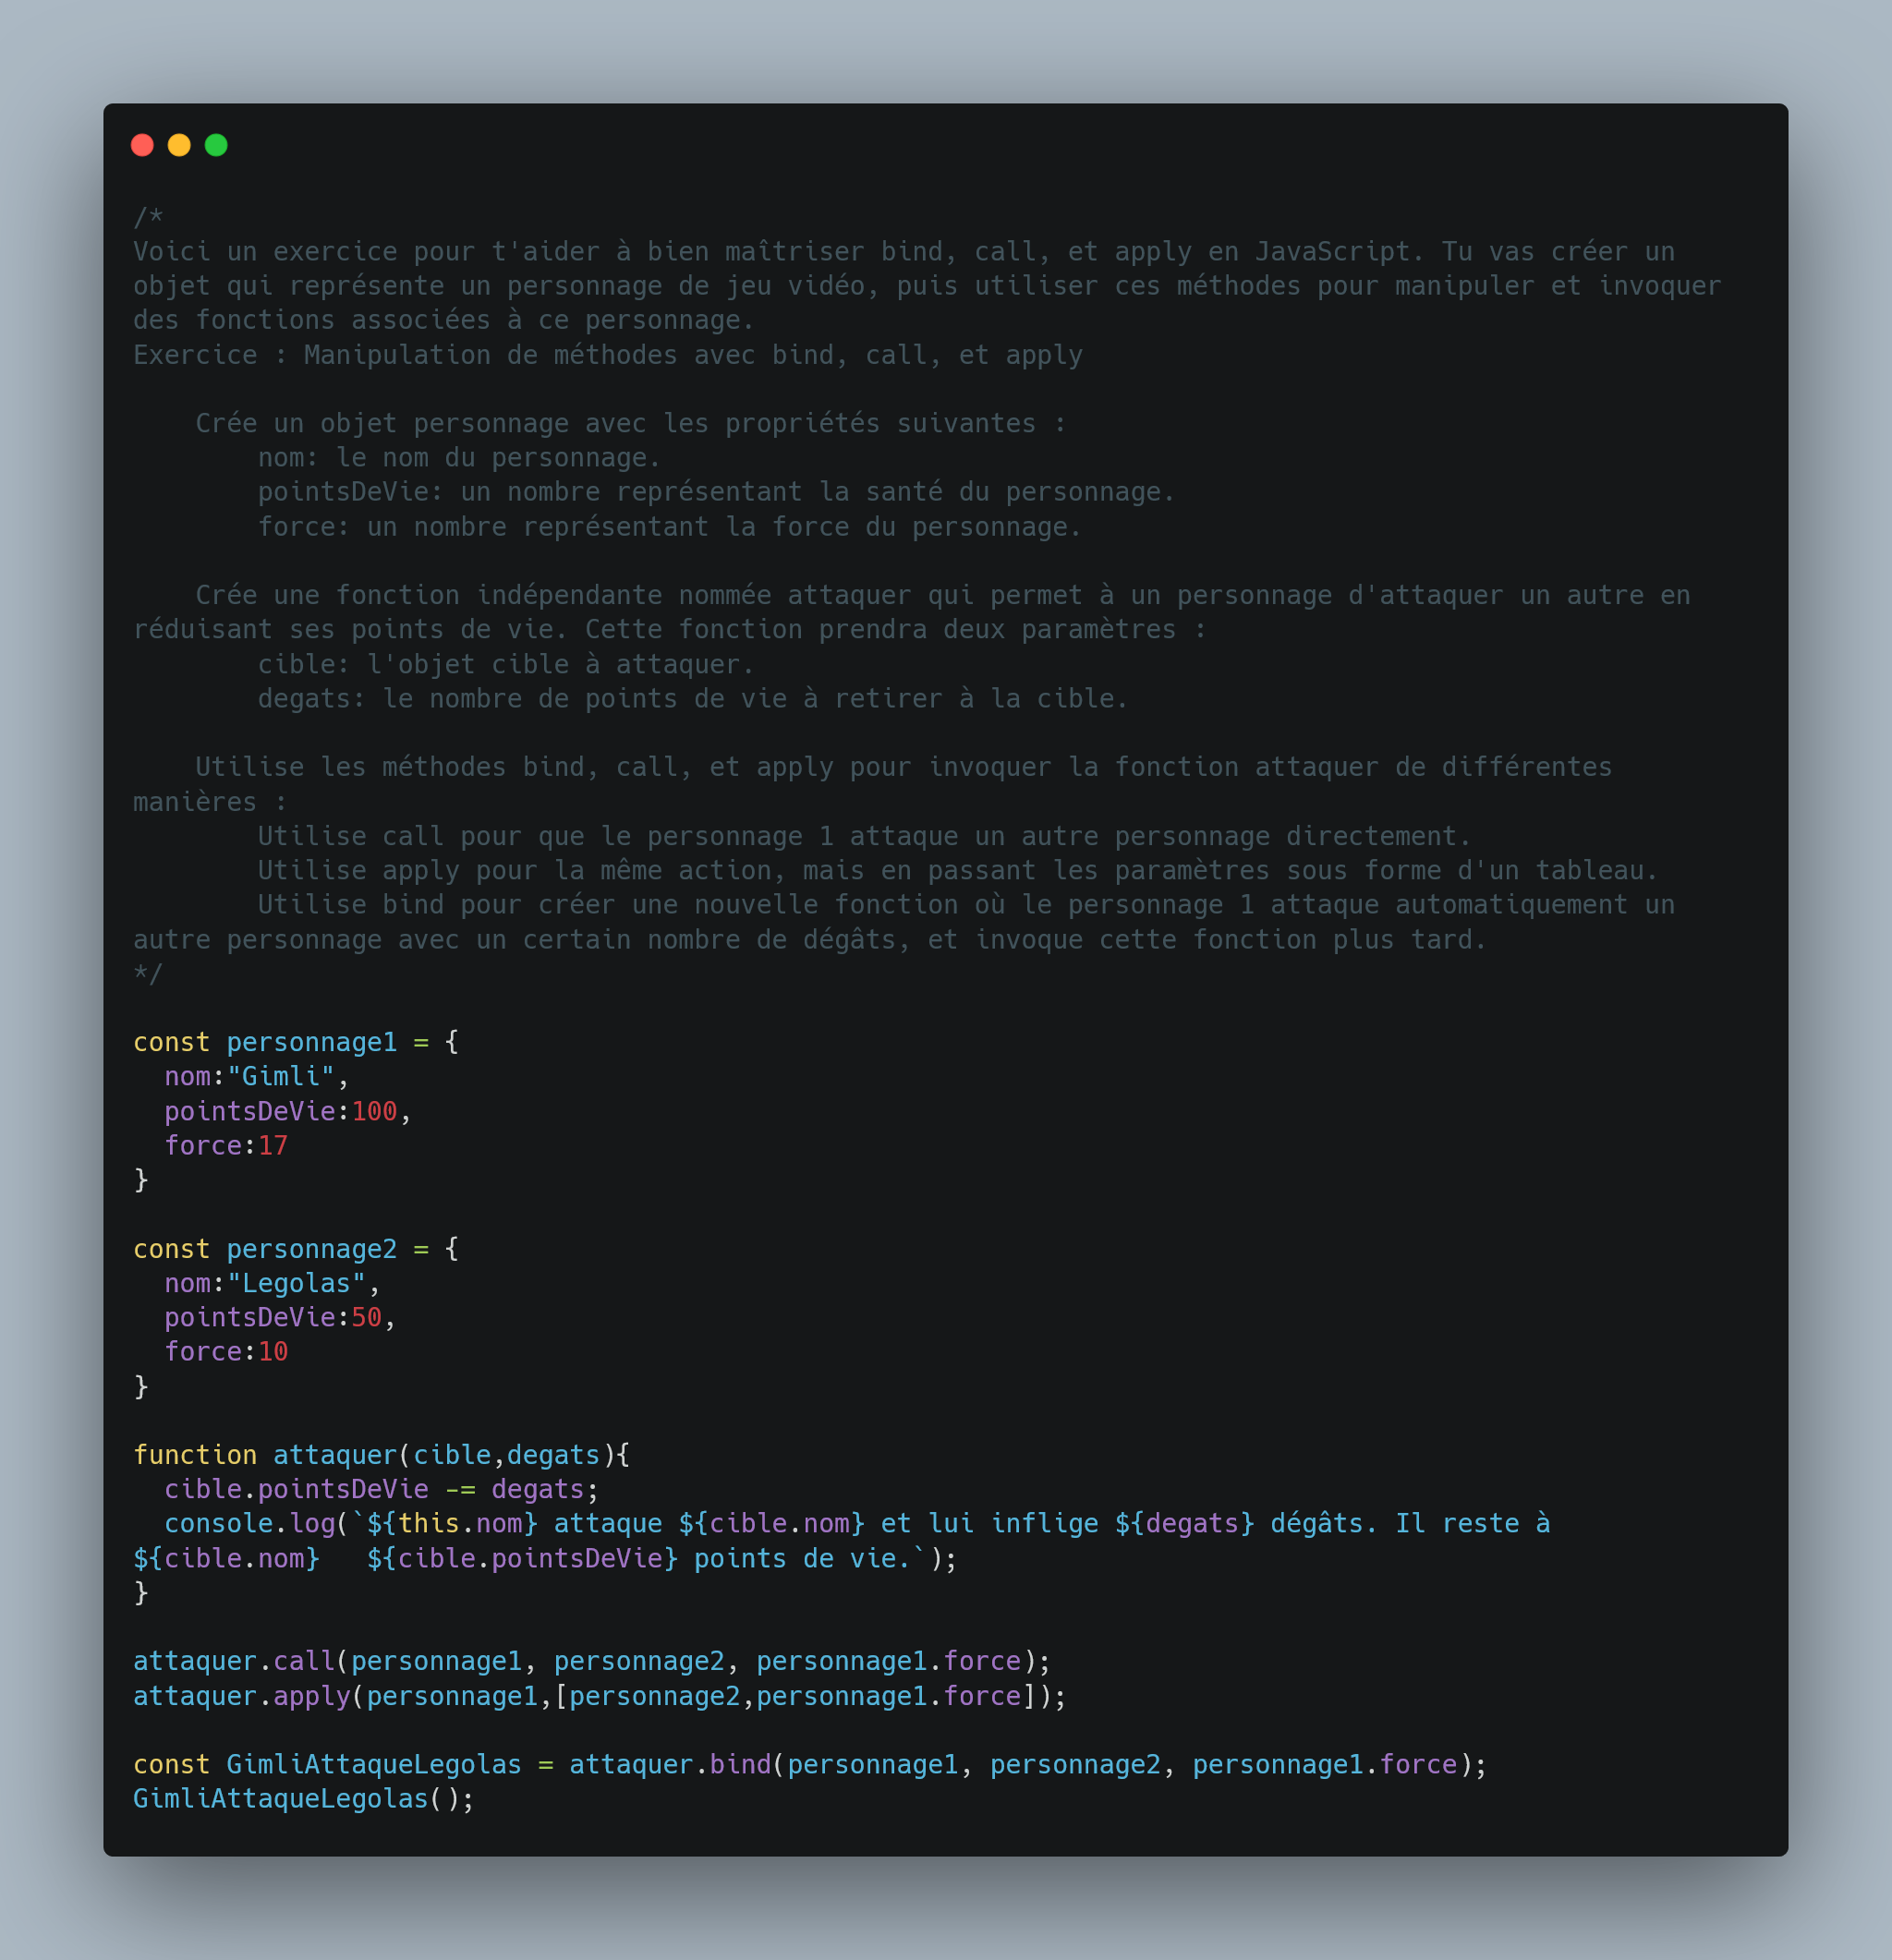 /*
Voici un exercice pour t'aider à bien maîtriser bind, call, et apply en JavaScript. Tu vas créer un
objet qui représente un personnage de jeu vidéo, puis utiliser ces méthodes pour manipuler et invoquer
des fonctions associées à ce personnage.
Exercice : Manipulation de méthodes avec bind, call, et apply

    Crée un objet personnage avec les propriétés suivantes :
        nom: le nom du personnage.
        pointsDeVie: un nombre représentant la santé du personnage.
        force: un nombre représentant la force du personnage.

    Crée une fonction indépendante nommée attaquer qui permet à un personnage d'attaquer un autre en
réduisant ses points de vie. Cette fonction prendra deux paramètres :
        cible: l'objet cible à attaquer.
        degats: le nombre de points de vie à retirer à la cible.

    Utilise les méthodes bind, call, et apply pour invoquer la fonction attaquer de différentes
manières :
        Utilise call pour que le personnage 1 attaque un autre personnage directement.
        Utilise apply pour la même action, mais en passant les paramètres sous forme d'un tableau.
        Utilise bind pour créer une nouvelle fonction où le personnage 1 attaque automatiquement un
autre personnage avec un certain nombre de dégâts, et invoque cette fonction plus tard.
*/

const personnage1 = {
  nom:"Gimli",
  pointsDeVie:100,
  force:17
}

const personnage2 = {
  nom:"Legolas",
  pointsDeVie:50,
  force:10
}

function attaquer(cible,degats){
  cible.pointsDeVie -= degats;
  console.log(`${this.nom} attaque ${cible.nom} et lui inflige ${degats} dégâts. Il reste à
${cible.nom}   ${cible.pointsDeVie} points de vie.`);
}

attaquer.call(personnage1, personnage2, personnage1.force);
attaquer.apply(personnage1,[personnage2,personnage1.force]);

const GimliAttaqueLegolas = attaquer.bind(personnage1, personnage2, personnage1.force);
GimliAttaqueLegolas();